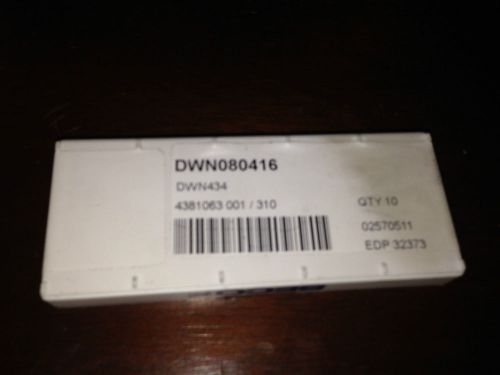 DWN080416
DWN434
4381063 001 / 310
QTY 10
02570511
EDP 32373